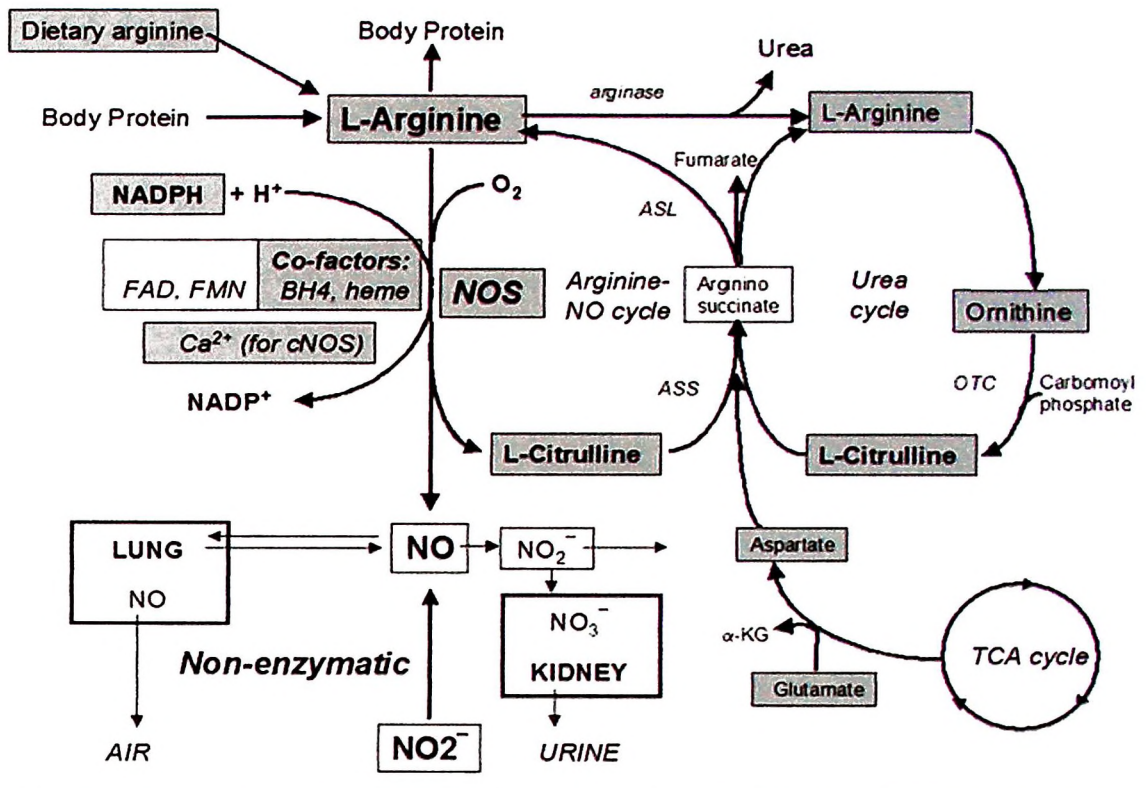 Dietary arginine
Body Protein
Urea
Body Protein
L-Arginine
arginase
L-Arginine
Fumarate
NADPH + H⁺
O₂
ASL
Co-factors:
FAD. FMN
BH4, heme
NOS
Arginine-
NO cycle
Arginino
succinate
Urea
cycle
Ornithine
Ca²⁺ (for cNOS)
NADP⁺
ASS
OTC
Carbomoyl
phosphate
L-Citrulline
L-Citrulline
LUNG
NO
NO
NO₂⁻
Aspartate
NO₃⁻
KIDNEY
α-KG
TCA cycle
Non-enzymatic
Glutamate
AIR
NO2⁻
URINE